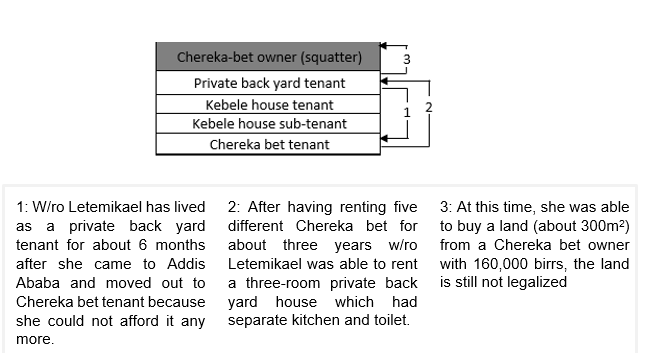 Chereka-bet owner (squatter)
3
Private back yard tenant
Kebele house tenant
1
2
Kebele house sub-tenant
Chereka bet tenant
1: W/ro Letemikael has lived
as a private back yard
tenant for about 6 months
after she came to Addis
Ababa and moved out to
Chereka bet tenant because
she could not afford it any
more.
2: After having renting five
different Chereka bet for
about three years w/ro
Letemikael was able to rent
a three-room private back
yard house which had
separate kitchen and toilet.
3: At this time, she was able
to buy a land (about 300m²)
from a Chereka bet owner
with 160,000 birrs, the land
is still not legalized